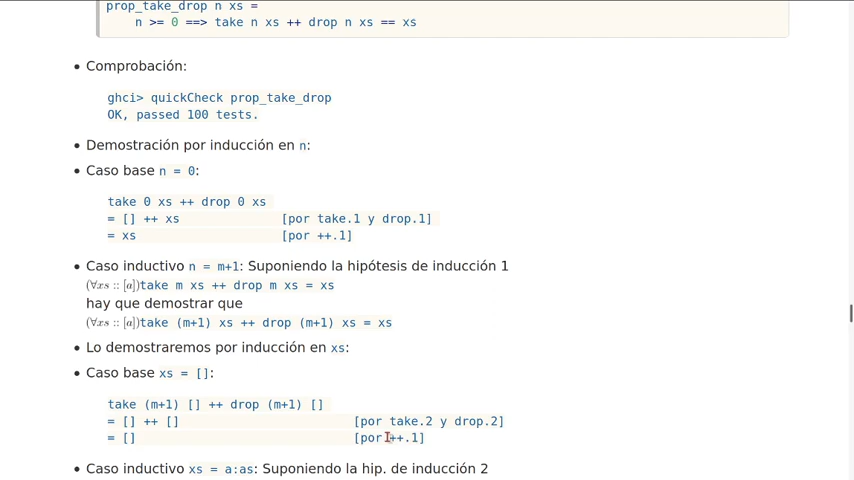 prop_take_drop n xs =
n >= 0 ==> take n xs ++ drop n xs == xs
• Comprobación:
ghci> quickCheck prop_take_drop
OK, passed 100 tests.
• Demostración por inducción en n:
• Caso base n = 0:
take 0 xs ++ drop 0 xs
= [] ++ xs [por take.1 y drop.1]
= xs [por ++.1]
• Caso inductivo n = m+1: Suponiendo la hipótesis de inducción 1
(∀xs :: [a])take m xs ++ drop m xs = xs
hay que demostrar que
(∀xs :: [a])take (m+1) xs ++ drop (m+1) xs = xs
• Lo demostraremos por inducción en xs:
• Caso base xs = []:
take (m+1) [] ++ drop (m+1) []
= [] ++ [] [por take.2 y drop.2]
= [] [por ++.1]
• Caso inductivo xs = a:as: Suponiendo la hip. de inducción 2